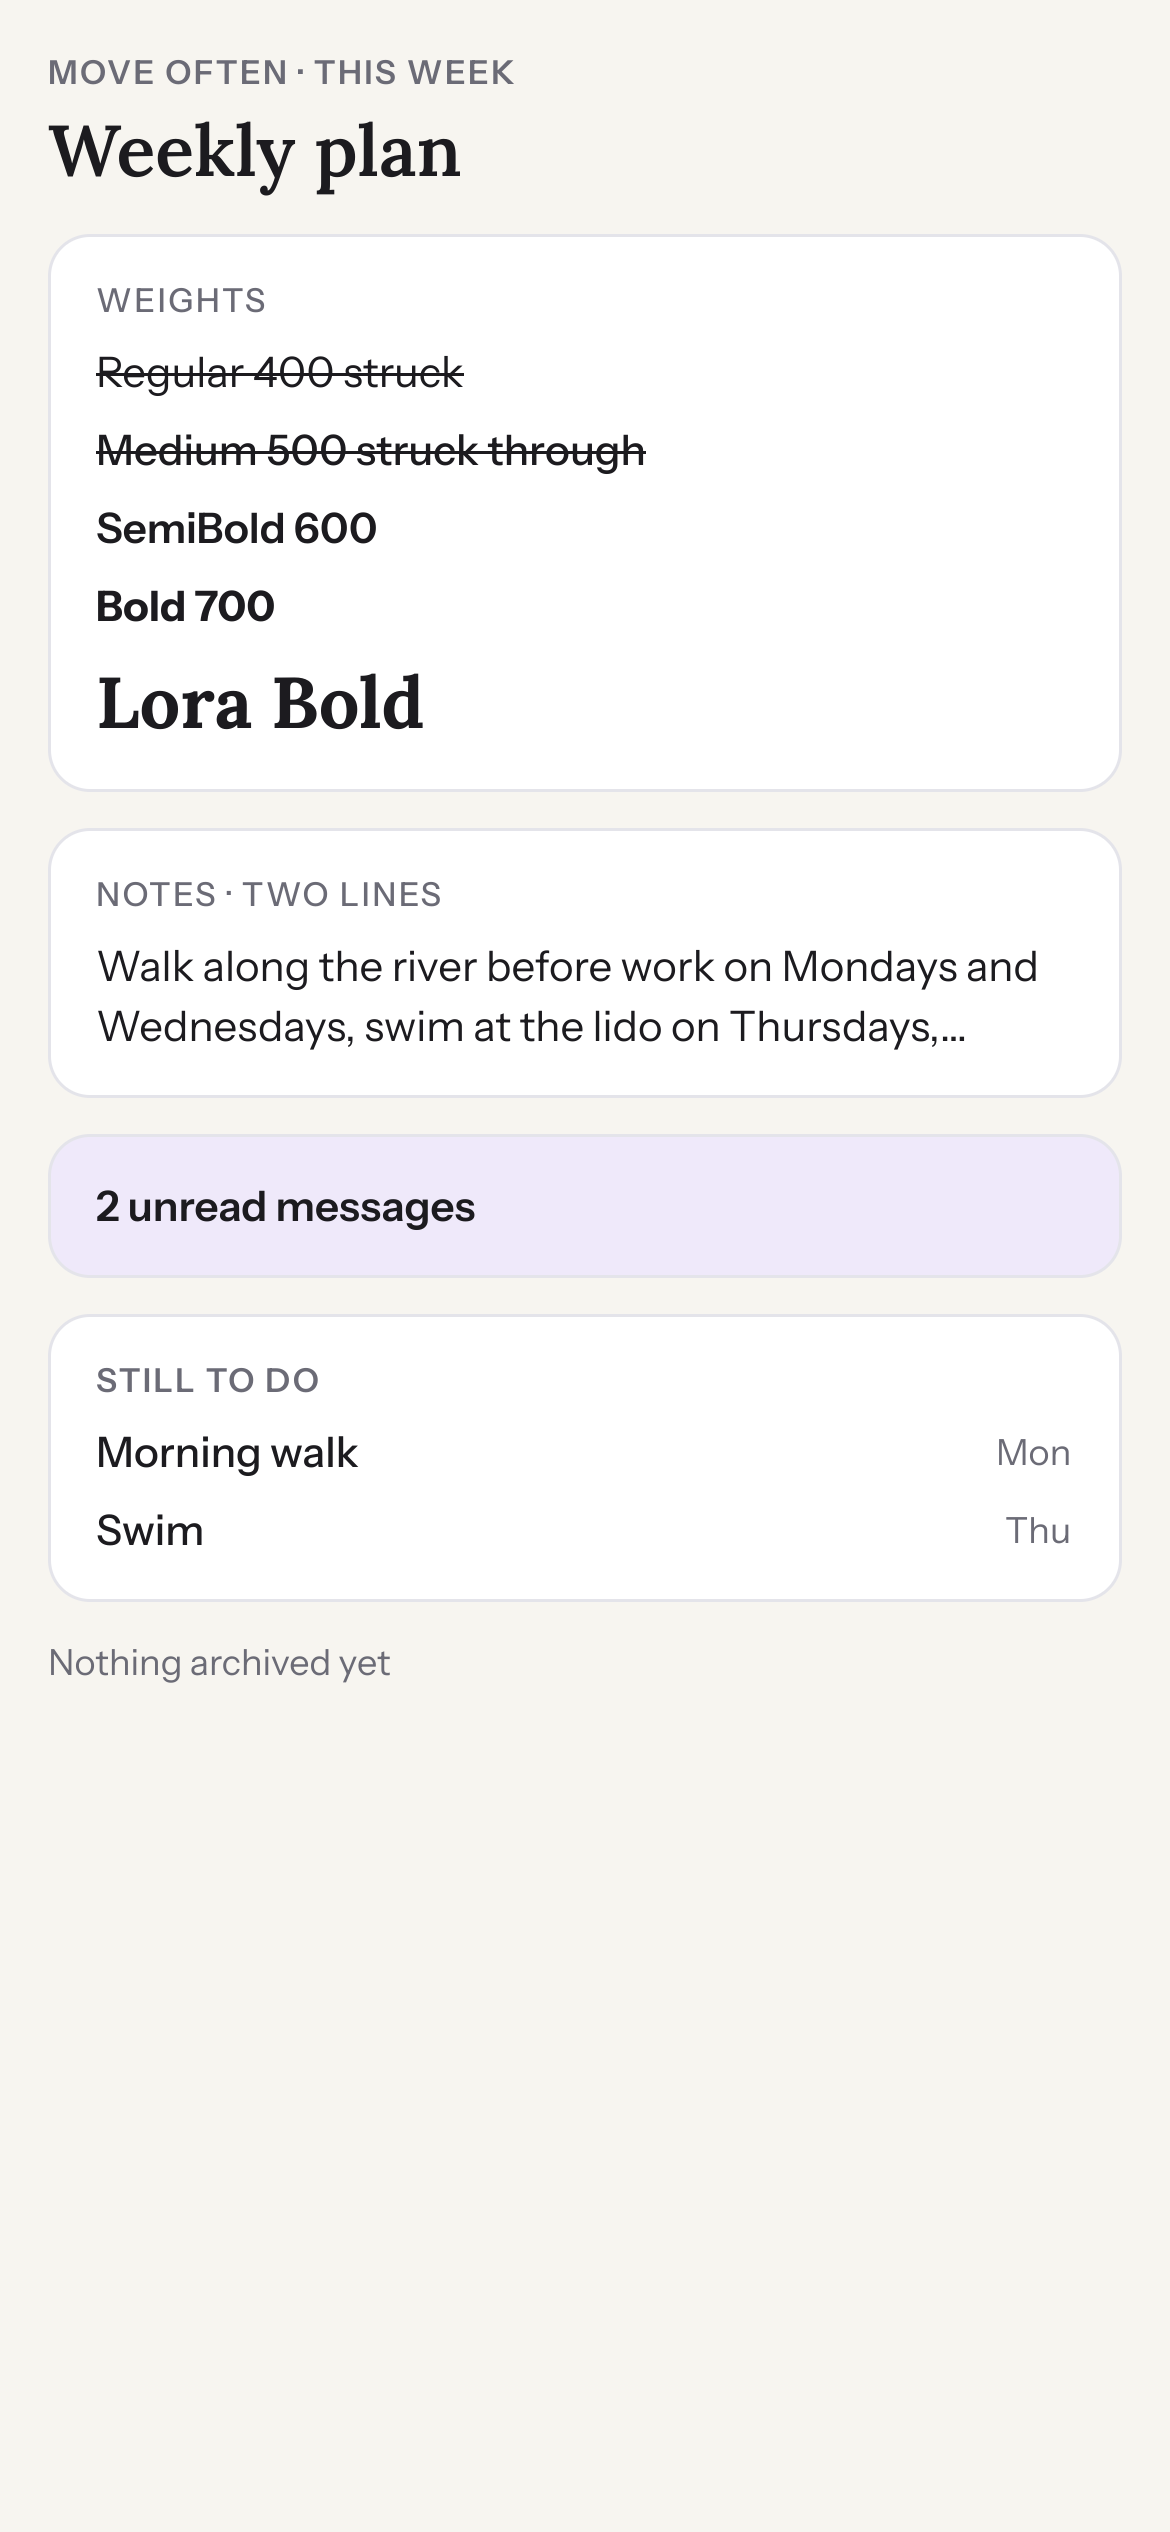 MOVE OFTEN · THIS WEEK
Weekly plan
WEIGHTS
Regular 400 struck
Medium 500 struck through
SemiBold 600
Bold 700
Lora Bold
NOTES · TWO LINES
Walk along the river before work on Mondays and
Wednesdays, swim at the lido on Thursdays,...
2 unread messages
STILL TO DO
Morning walk Mon
Swim Thu
Nothing archived yet